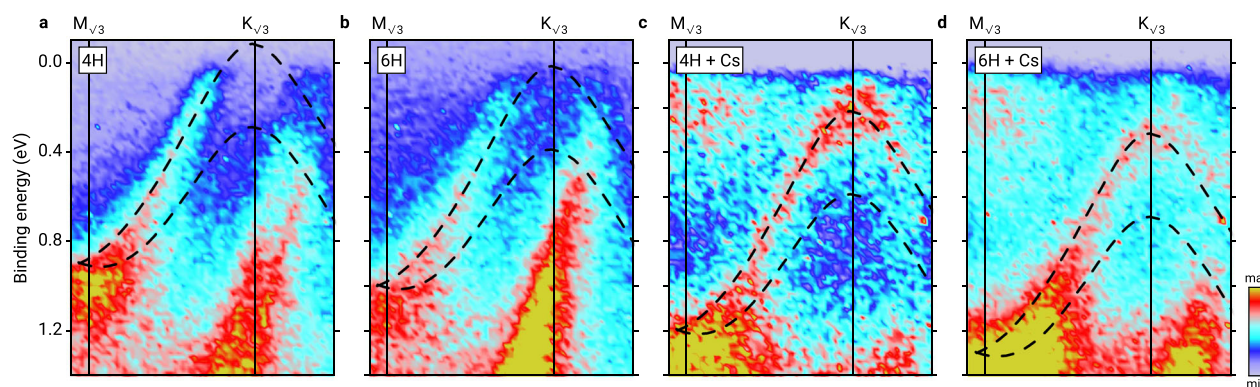 a M√3 K√3 b M√3 K√3 c M√3 K√3 d M√3 K√3
4H 6H 4H + Cs 6H + Cs
0.0
0.4
0.8
1.2
Binding energy (eV)